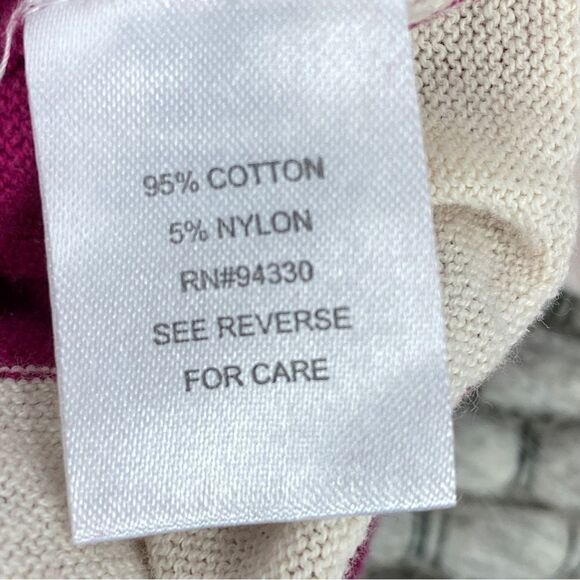 95% COTTON
5% NYLON
RN#94330
SEE REVERSE
FOR CARE